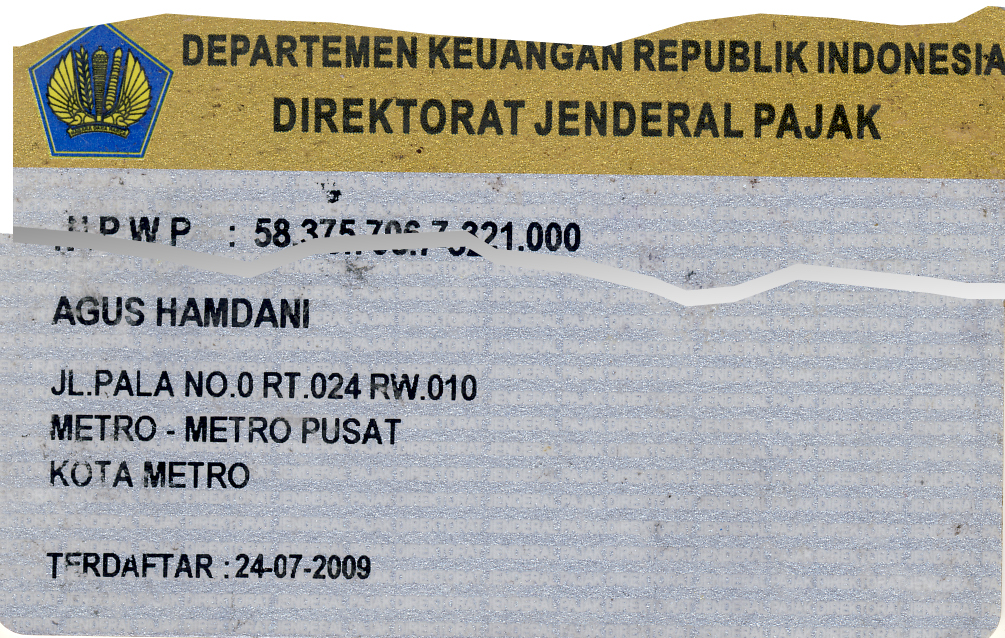 DEPARTEMEN KEUANGAN REPUBLIK INDONESIA
DIREKTORAT JENDERAL PAJAK
N P W P :
AGUS HAMDANI
JL.PALA NO.0 RT.024 RW.010
METRO - METRO PUSAT
KOTA METRO
TERDAFTAR : 24-07-2009